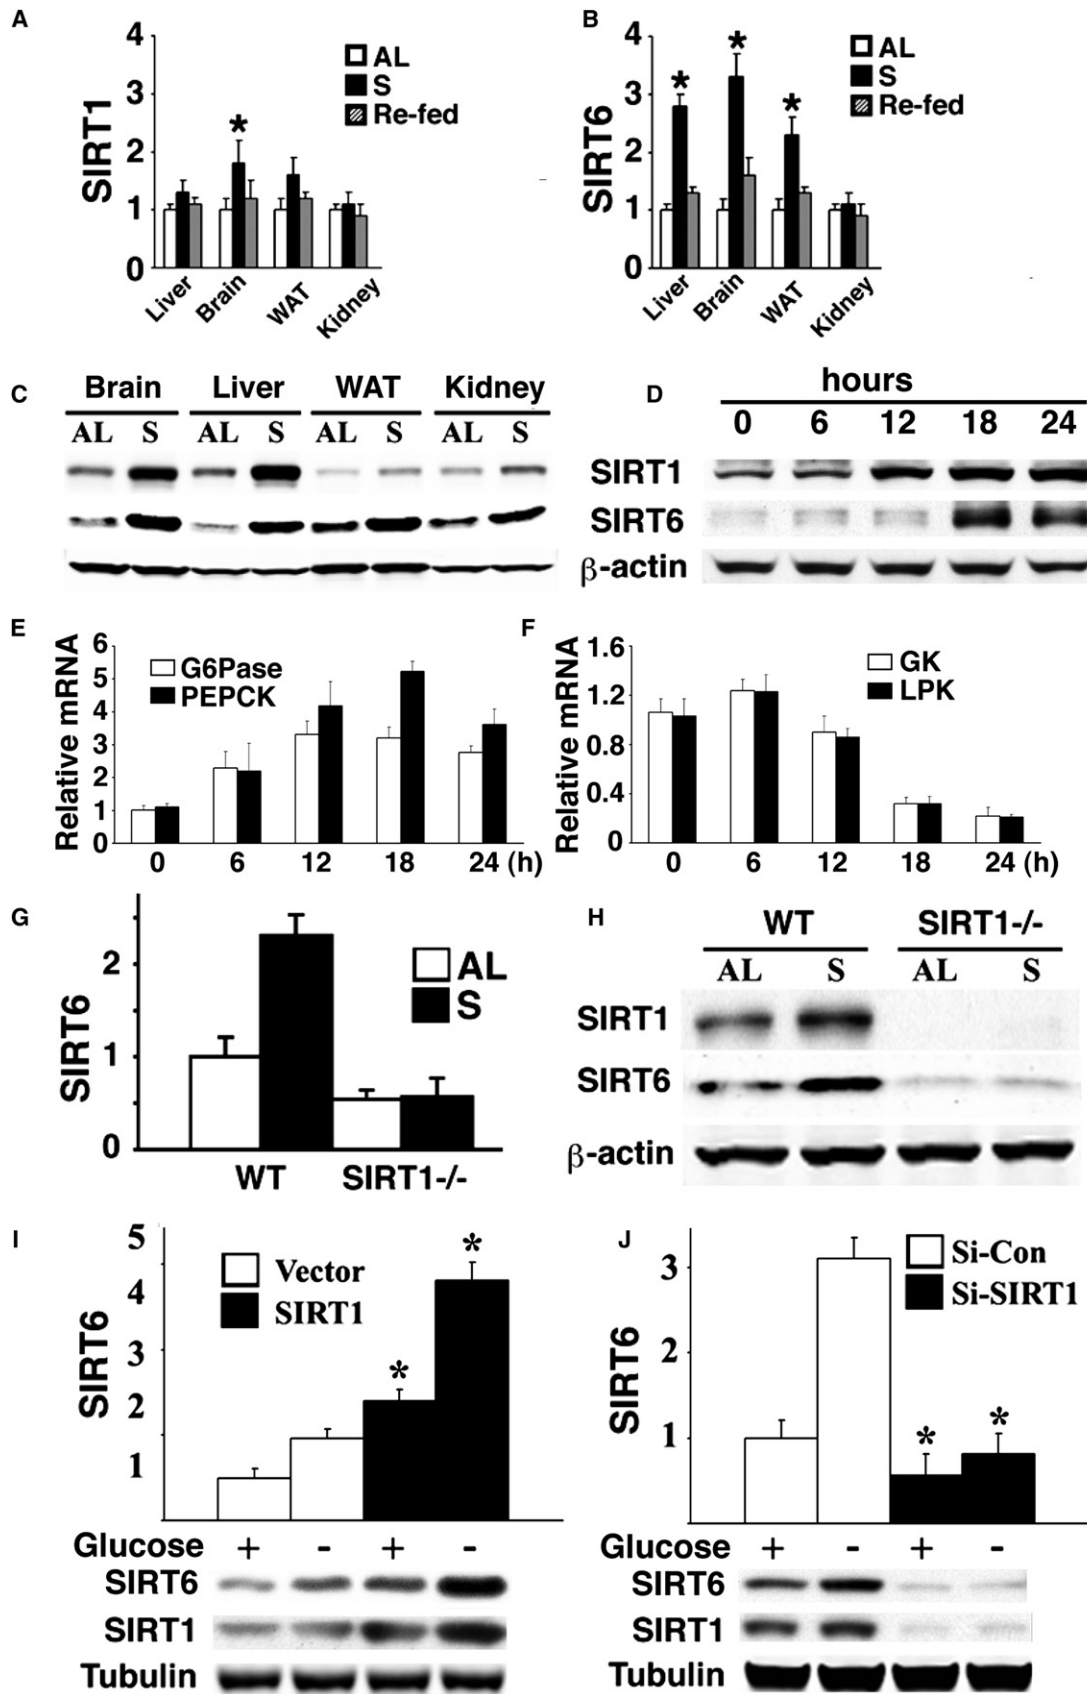 A
SIRT1
4
3
2
1
0
AL
S
Re-fed
*
Liver
Brain
WAT
Kidney
B
SIRT6
4
3
2
1
0
AL
S
Re-fed
* * *
Liver
Brain
WAT
Kidney
C
Brain Liver WAT Kidney
AL S AL S AL S AL S
D
hours
0 6 12 18 24
SIRT1
SIRT6
β-actin
E
Relative mRNA
6
5
4
3
2
1
0
G6Pase
PEPCK
0 6 12 18 24 (h)
F
Relative mRNA
1.6
1.2
0.8
0.4
0
GK
LPK
0 6 12 18 24 (h)
G
SIRT6
2
1
0
AL
S
WT SIRT1-/-
H
WT SIRT1-/-
AL S AL S
SIRT1
SIRT6
β-actin
I
SIRT6
5
4
3
2
1
Vector
SIRT1
* *
Glucose + - + -
SIRT6
SIRT1
Tubulin
J
SIRT6
3
2
1
Si-Con
Si-SIRT1
* *
Glucose + - + -
SIRT6
SIRT1
Tubulin